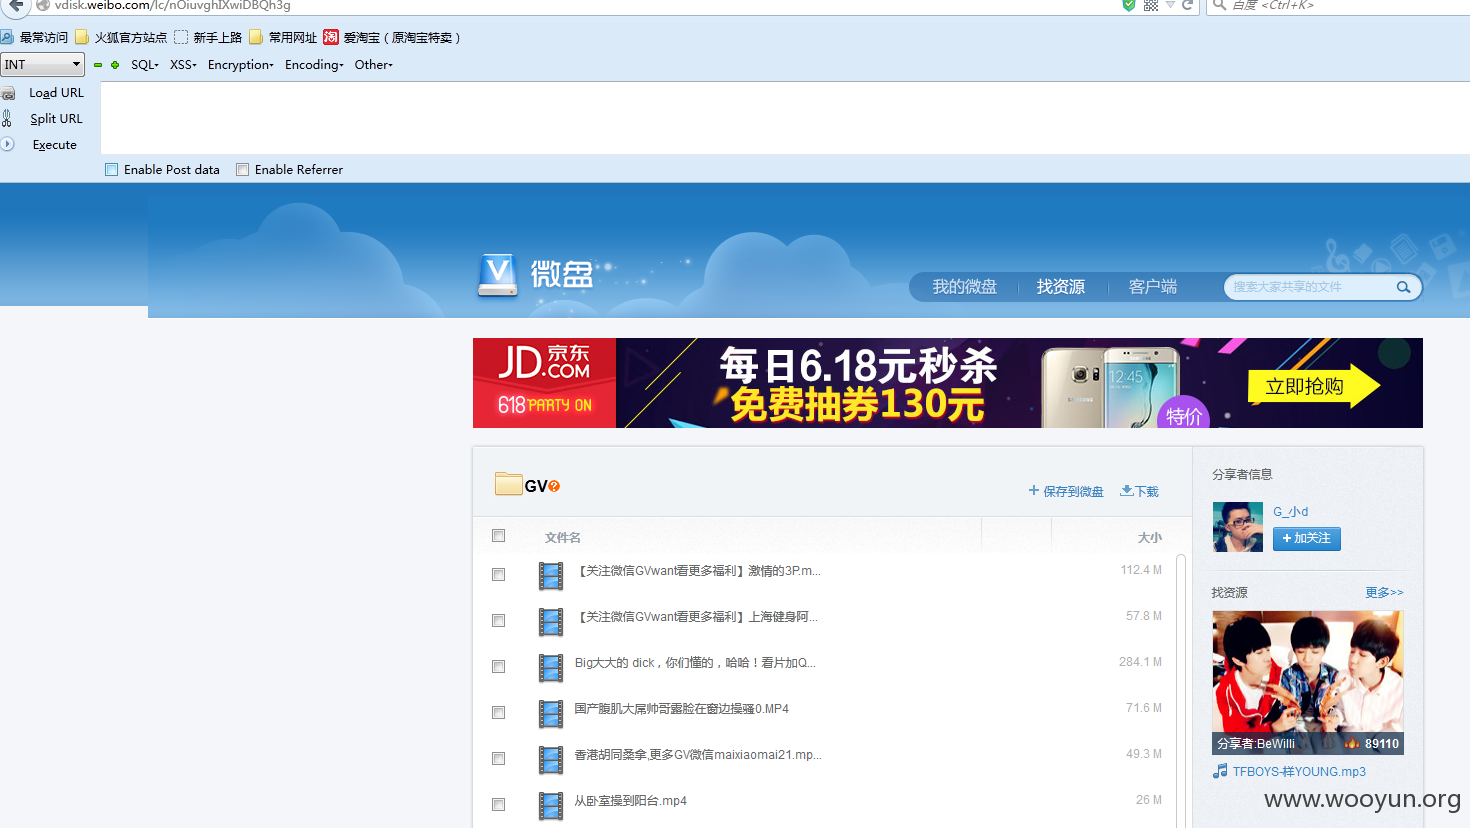 vdisk.weibo.com/lc/nOiuvghIXwiDBQh3g
百度 <Ctrl+K>
最常访问 火狐官方站点 新手上路 常用网址 淘 爱淘宝（原淘宝特卖）
INT SQL XSS Encryption Encoding Other
Load URL
Split URL
Execute
Enable Post data Enable Referrer
V 微盘
我的微盘 找资源 客户端 搜索大家共享的文件
JD.京东.COM
618 PARTY ON
每日6.18元秒杀
免费抽券130元
12:45
特价
立即抢购
GV
+ 保存到微盘 下载
文件名 大小
【关注微信GVwant看更多福利】激情的3P.m... 112.4 M
【关注微信GVwant看更多福利】上海健身阿... 57.8 M
Big大大的 dick，你们懂的，哈哈！看片加Q... 284.1 M
国产腹肌大屌帅哥露脸在窗边操骚0.MP4 71.6 M
香港胡同桑拿,更多GV微信maixiaomai21.mp... 49.3 M
从卧室操到阳台.mp4 26 M
分享者信息
G_小d
+ 加关注
找资源 更多>>
分享者:BeWilli 89110
TFBOYS-样YOUNG.mp3
www.wooyun.org